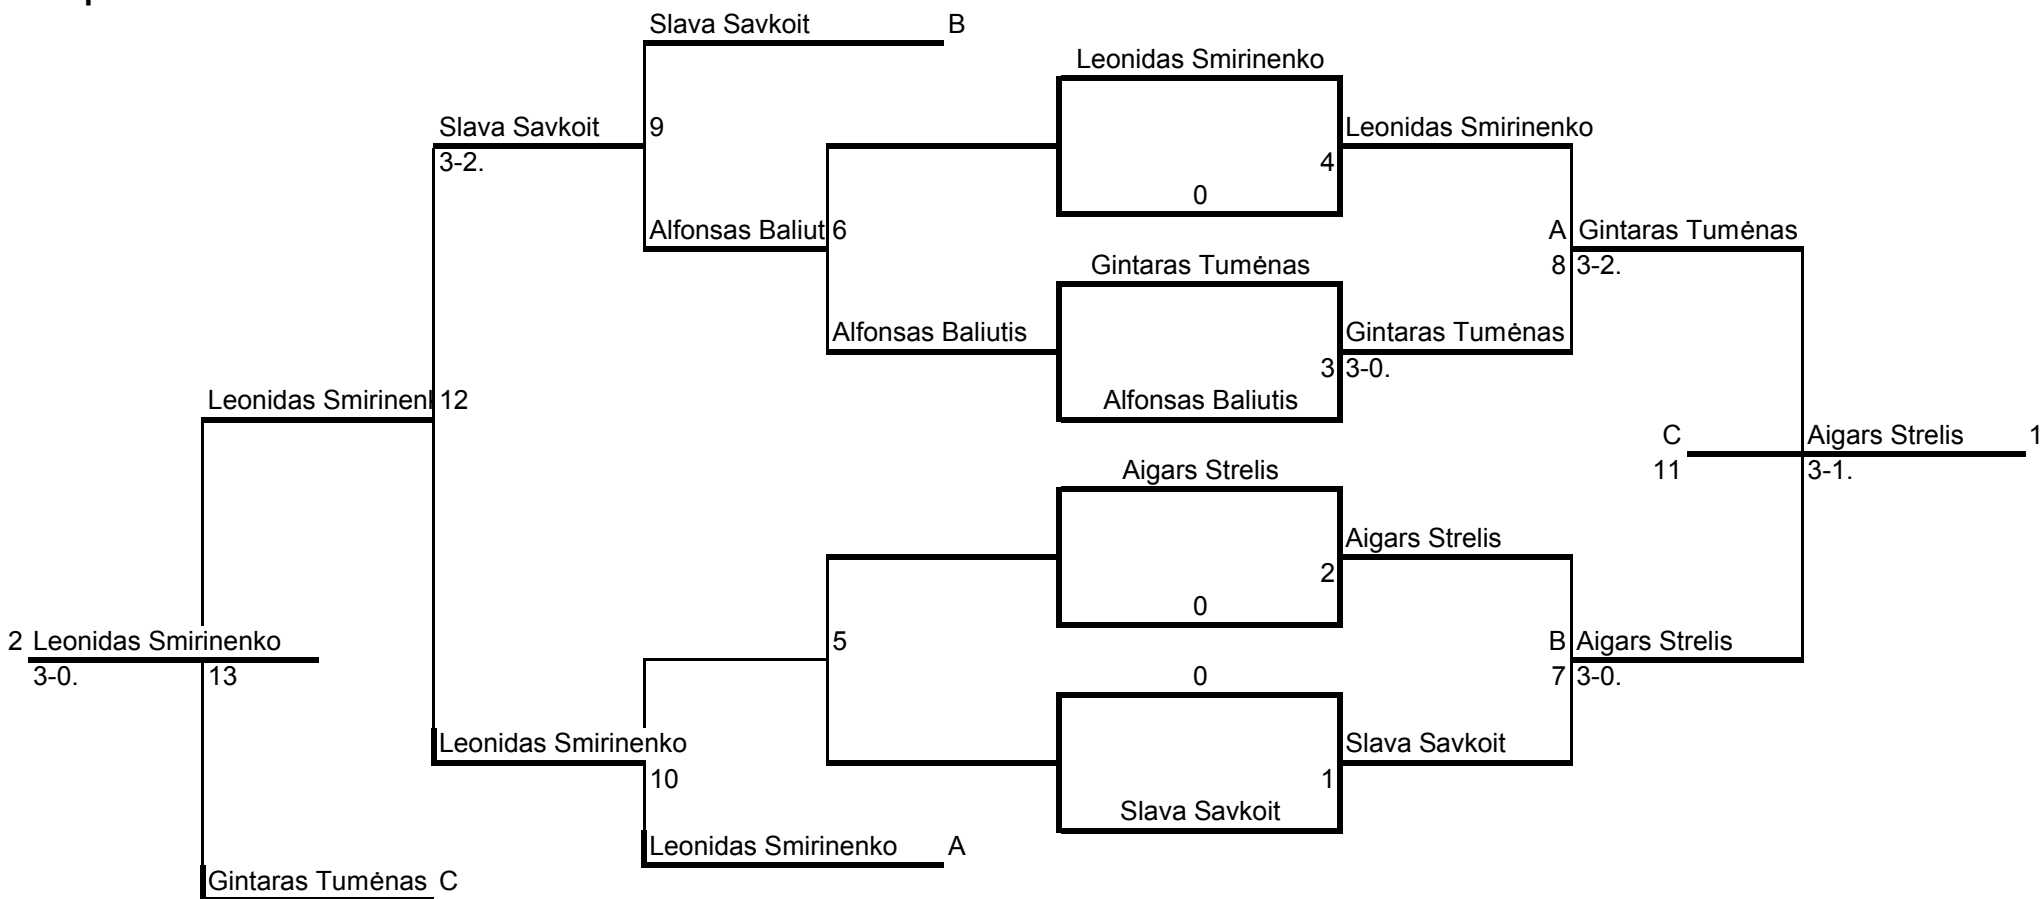 Slava Savkoit B
Leonidas Smirinenko
Slava Savkoit 9 Leonidas Smirinenko
3-2. 4
0
Alfonsas Baliut 6 A Gintaras Tumėnas
Gintaras Tumėnas 8 3-2.
Alfonsas Baliutis Gintaras Tumėnas
3 3-0.
Leonidas Smirinen 12 Alfonsas Baliutis
C Aigars Strelis 1
Aigars Strelis 11 3-1.
Aigars Strelis
2
0
2 Leonidas Smirinenko 5 B Aigars Strelis
3-0. 13 0 7 3-0.
Leonidas Smirinenko Slava Savkoit
10 1
Slava Savkoit
Leonidas Smirinenko A
Gintaras Tumėnas C